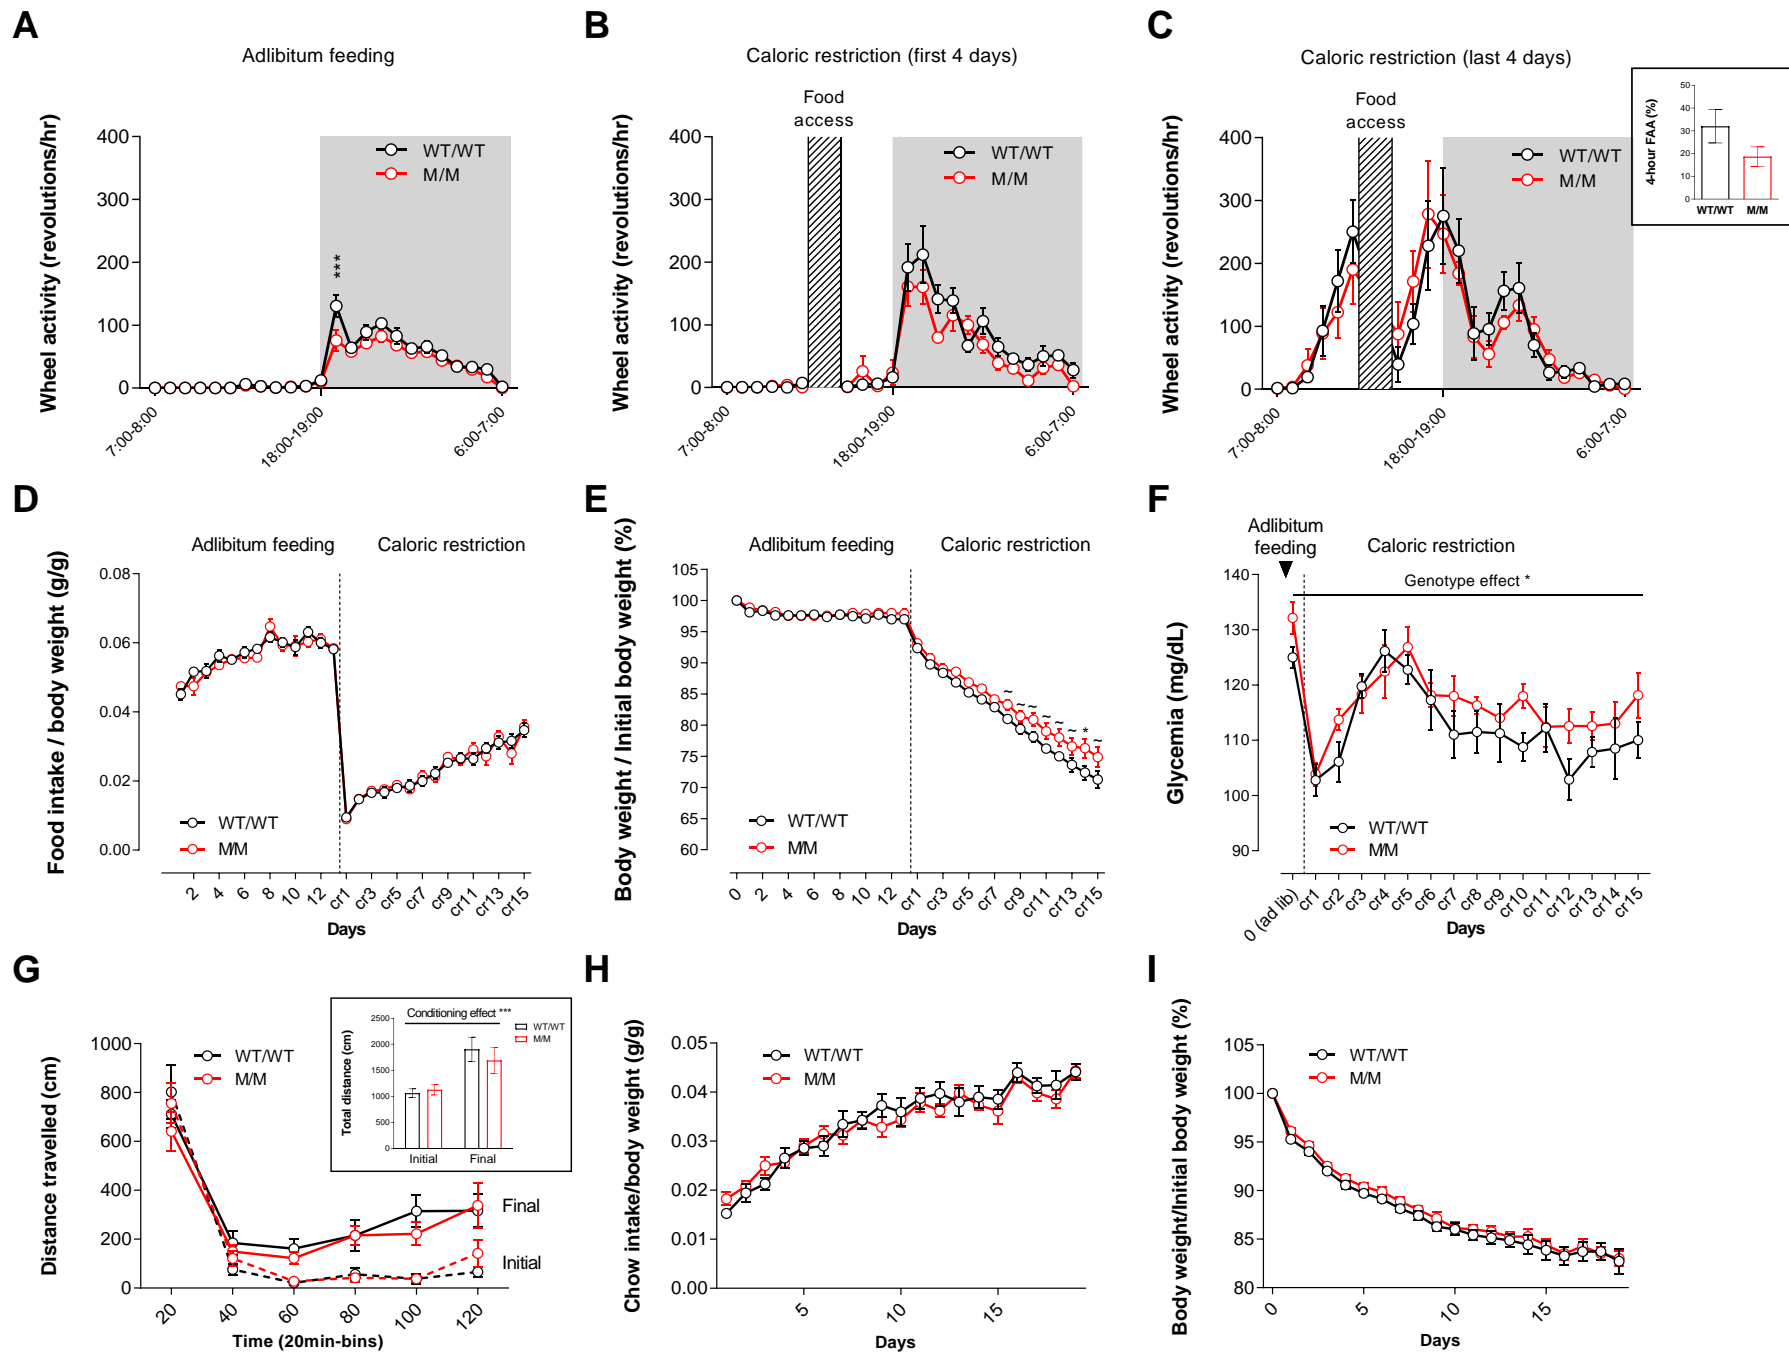 A
Adlibitum feeding
Wheel activity (revolutions/hr)
400
300
200
100
0
WT/WT
M/M
***
7:00-8:00
18:00-19:00
6:00-7:00
B
Caloric restriction (first 4 days)
Food
access
Wheel activity (revolutions/hr)
400
300
200
100
0
WT/WT
M/M
7:00-8:00
18:00-19:00
6:00-7:00
C
Caloric restriction (last 4 days)
Food
access
Wheel activity (revolutions/hr)
400
300
200
100
0
WT/WT
M/M
7:00-8:00
18:00-19:00
6:00-7:00
4-hour FAA (%)
50
40
30
20
10
0
WT/WT
M/M
D
Adlibitum feeding
Caloric restriction
Food intake / body weight (g/g)
0.08
0.06
0.04
0.02
0.00
WT/WT
M/M
2 4 6 8 10 12 cr1 cr3 cr5 cr7 cr9 cr11 cr13 cr15
Days
E
Adlibitum feeding
Caloric restriction
Body weight / Initial body weight (%)
105
100
95
90
85
80
75
70
65
60
~ ~ ~ ~ ~ ~ * ~
WT/WT
M/M
0 2 4 6 8 10 12 cr1 cr3 cr5 cr7 cr9 cr11 cr13 cr15
Days
F
Adlibitum
feeding
Caloric restriction
Genotype effect *
Glycemia (mg/dL)
140
130
120
110
100
90
WT/WT
M/M
0 (ad lib) cr1 cr2 cr3 cr4 cr5 cr6 cr7 cr8 cr9 cr10 cr11 cr12 cr13 cr14 cr15
Days
G
Distance travelled (cm)
1000
800
600
400
200
0
WT/WT
M/M
Final
Initial
20 40 60 80 100 120
Time (20min-bins)
Conditioning effect ***
Total distance (cm)
2500
2000
1500
1000
500
0
WT/WT
M/M
Initial
Final
H
Chow intake/body weight (g/g)
0.05
0.04
0.03
0.02
0.01
0.00
WT/WT
M/M
5 10 15
Days
I
Body weight/Initial body weight (%)
105
100
95
90
85
80
WT/WT
M/M
0 5 10 15
Days